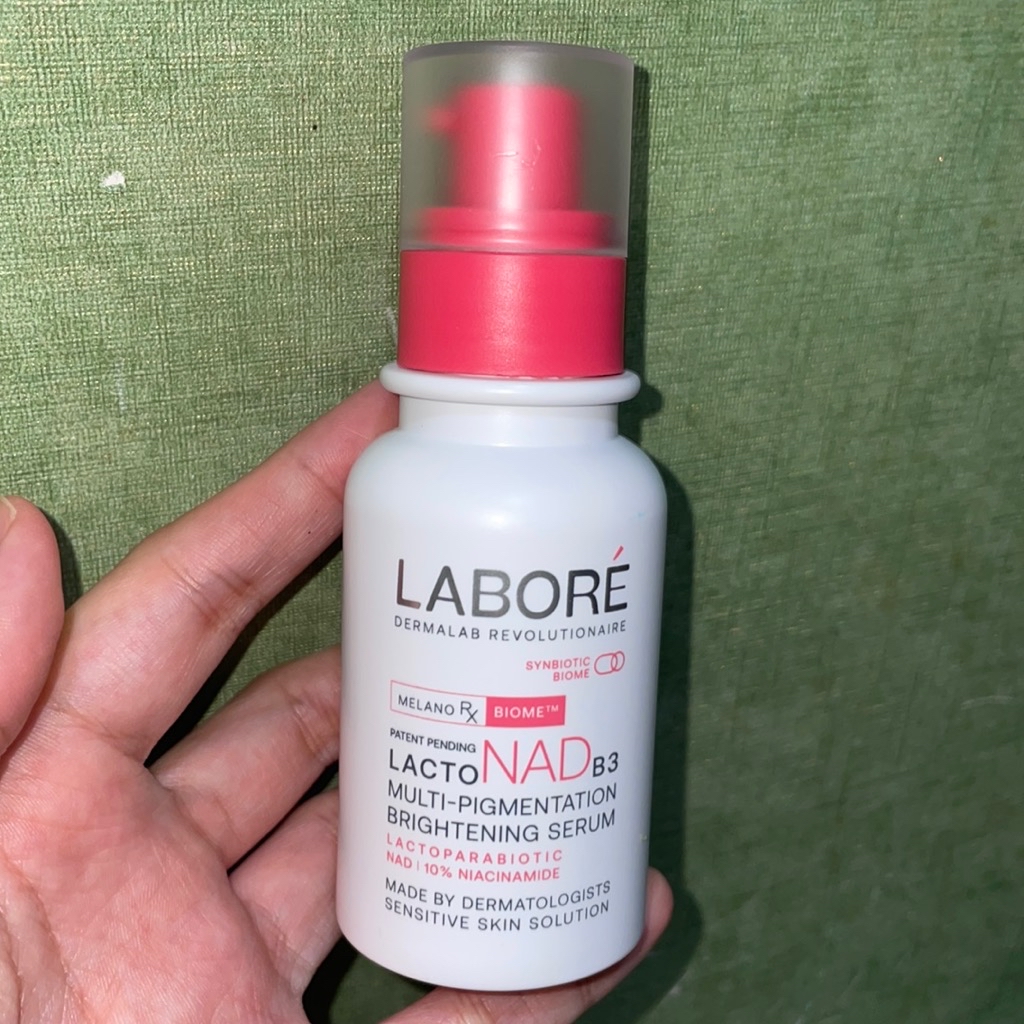 LABORÉ
DERMALAB REVOLUTIONAIRE
SYNBIOTIC
BIOME
MELANO Rx BIOME™
PATENT PENDING
LACTO NAD B3
MULTI-PIGMENTATION
BRIGHTENING SERUM
LACTOPARABIOTIC
NAD | 10% NIACINAMIDE
MADE BY DERMATOLOGISTS
SENSITIVE SKIN SOLUTION